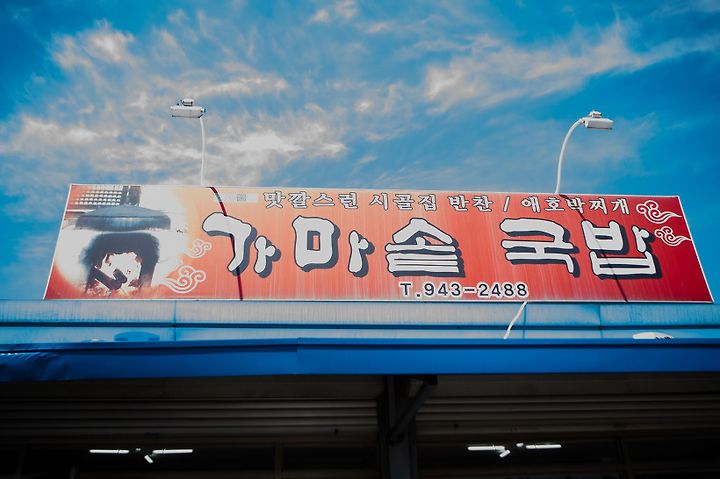 맛깔스런 시골집 반찬 / 애호박찌개
가마솥 국밥
T.943-2488